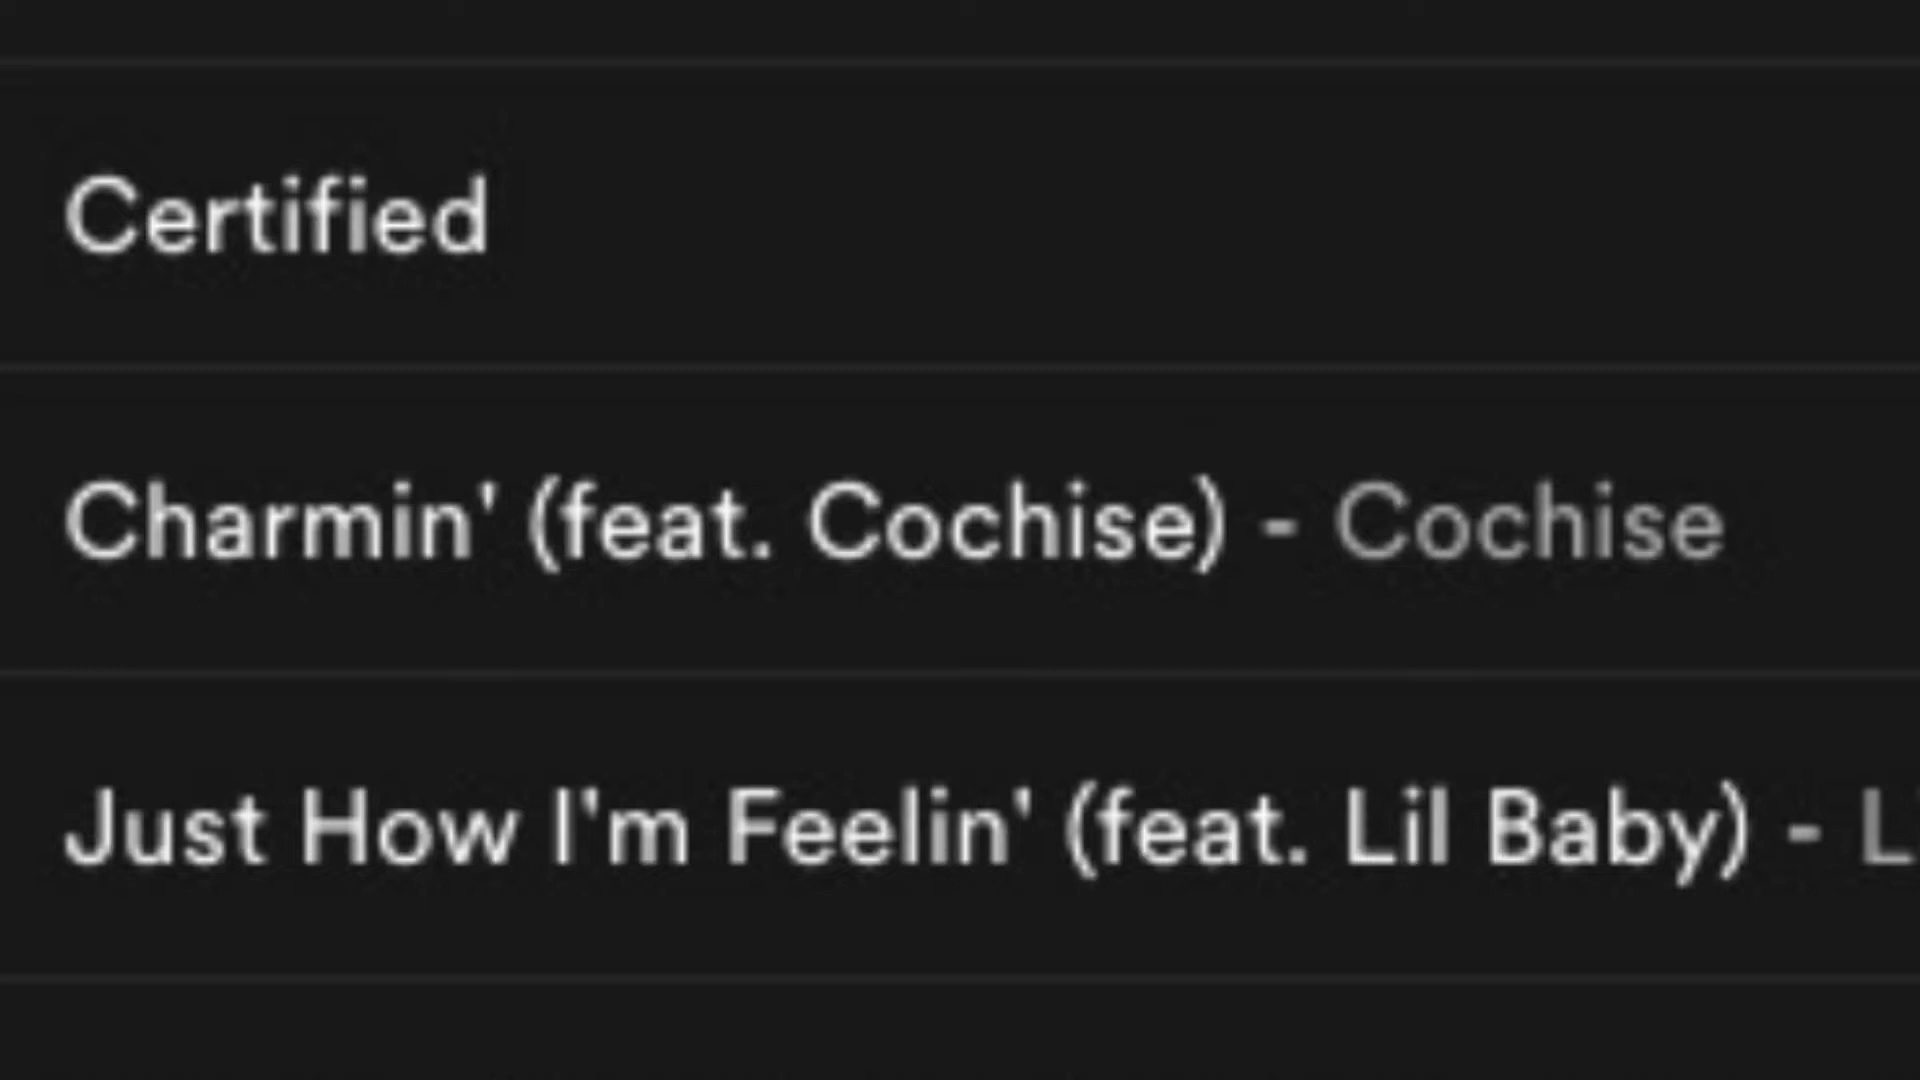 Certified
Charmin' (feat. Cochise) - Cochise
Just How I'm Feelin' (feat. Lil Baby) - L